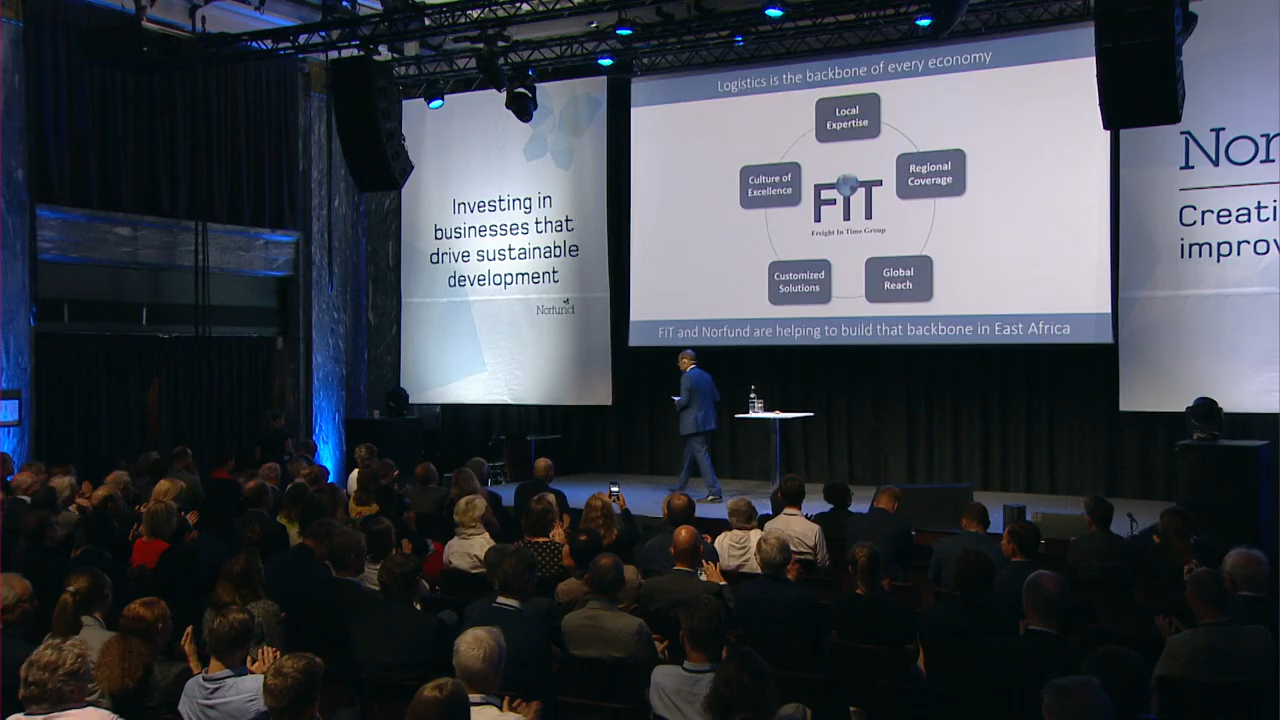 Logistics is the backbone of every economy
Local
Expertise
Culture of
Excellence
Regional
Coverage
FiT
Freight In Time Group
Customized
Solutions
Global
Reach
FiT and Norfund are helping to build that backbone in East Africa
Investing in
businesses that
drive sustainable
development
Norfund
Nor
Creati
improv